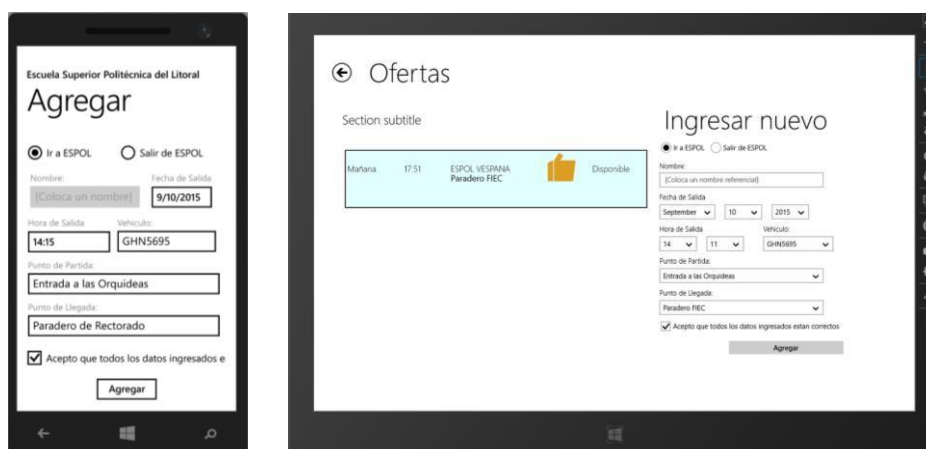 Escuela Superior Politécnica del Litoral
Agregar
Ir a ESPOL Salir de ESPOL
Nombre: Fecha de Salida
[Coloca un nombre] 9/10/2015
Hora de Salida Vehiculo:
14:15 GHN5695
Punto de Partida:
Entrada a las Orquideas
Punto de Llegada:
Paradero de Rectorado
Acepto que todos los datos ingresados e
Agregar
Ofertas
Section subtitle
Mañana 17:51 ESPOL VESPANA Disponible
Paradero FIEC
Ingresar nuevo
Ir a ESPOL Salir de ESPOL
Nombre:
[Coloca un nombre referencial]
Fecha de Salida
September 10 2015
Hora de Salida Vehiculo:
14 11 GHN5695
Punto de Partida:
Entrada a las Orquideas
Punto de Llegada:
Paradero FIEC
Acepto que todos los datos ingresados estan correctos
Agregar